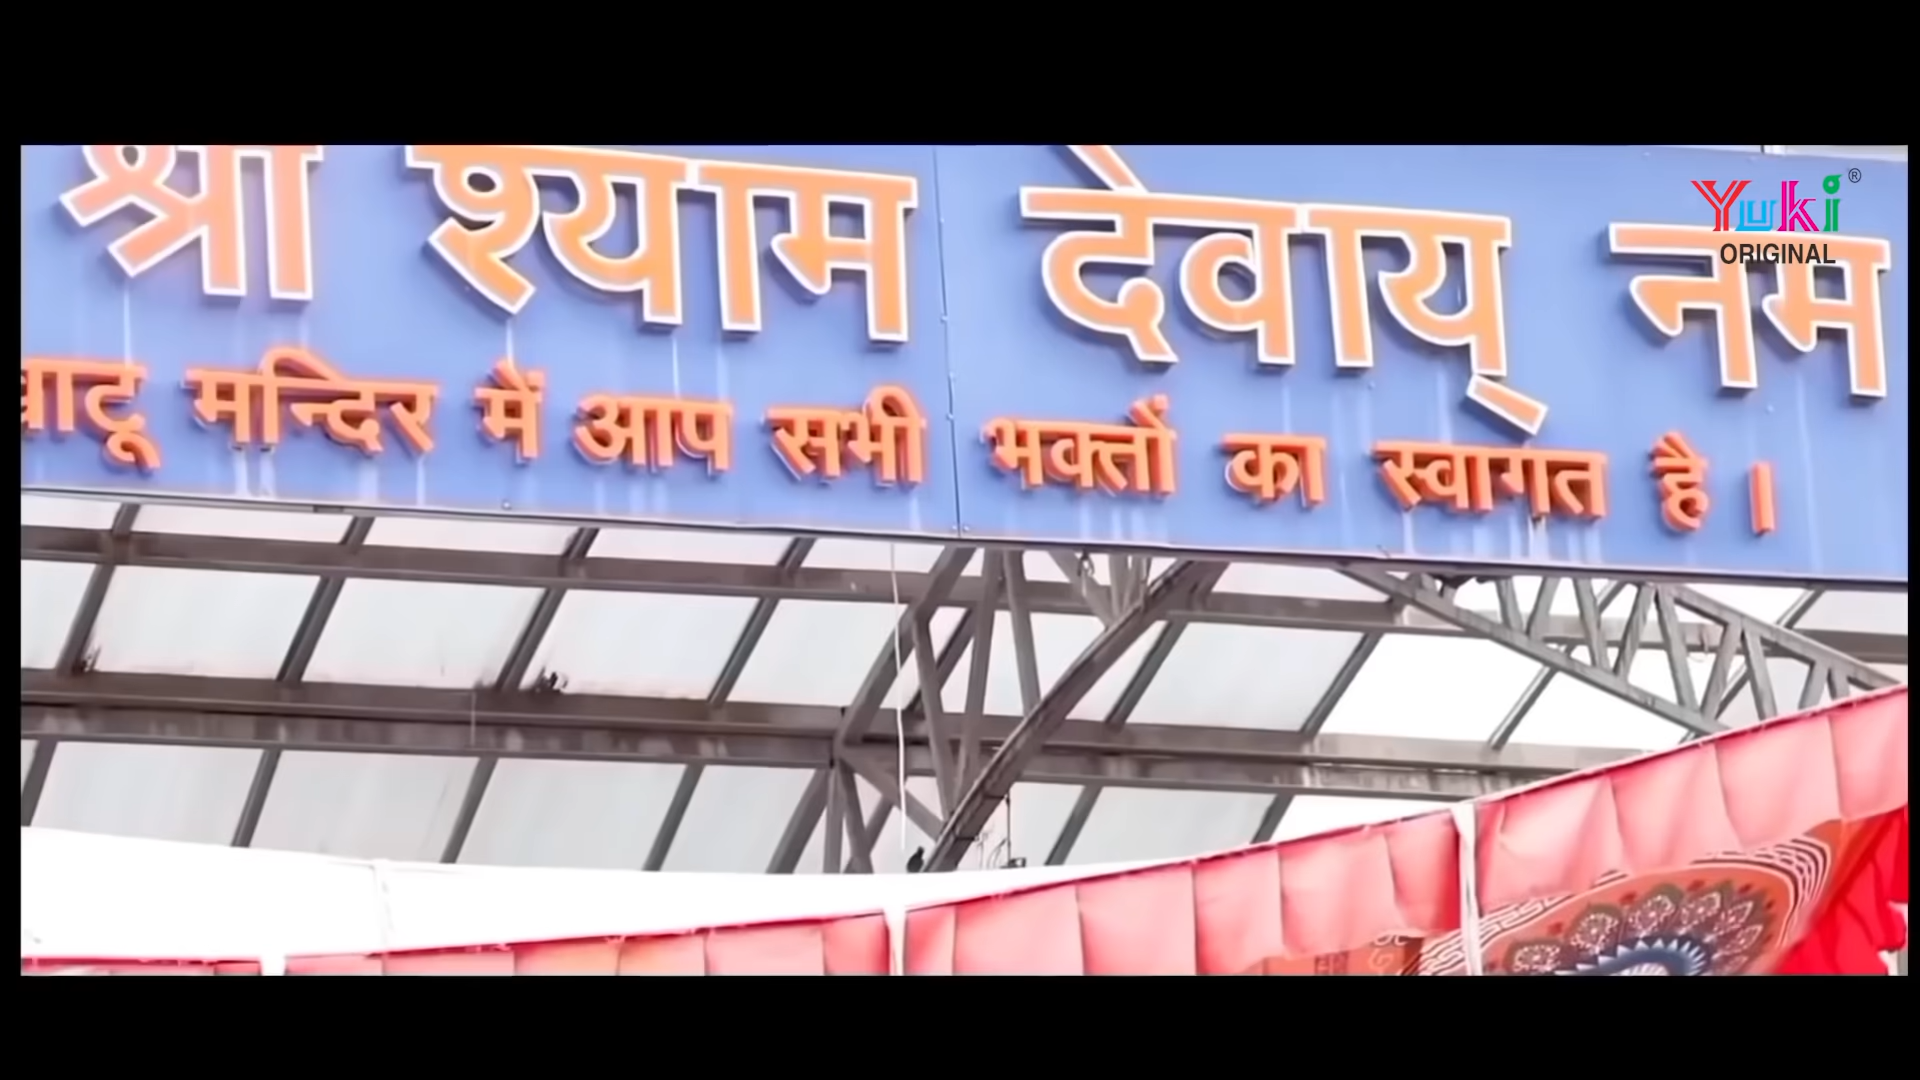 श्री श्याम देवाय् नम
खाटू मन्दिर में आप सभी भक्तों का स्वागत है ।
Yuki®
ORIGINAL